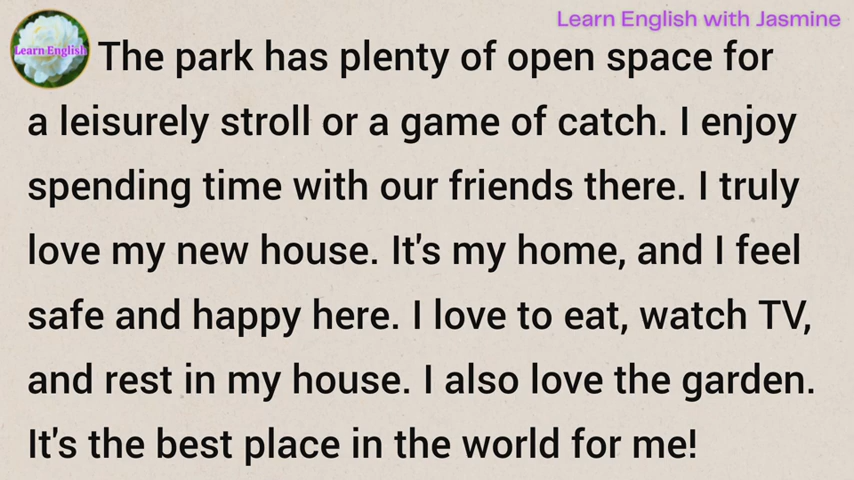 Learn English with Jasmine
Learn English
The park has plenty of open space for
a leisurely stroll or a game of catch. I enjoy
spending time with our friends there. I truly
love my new house. It's my home, and I feel
safe and happy here. I love to eat, watch TV,
and rest in my house. I also love the garden.
It's the best place in the world for me!